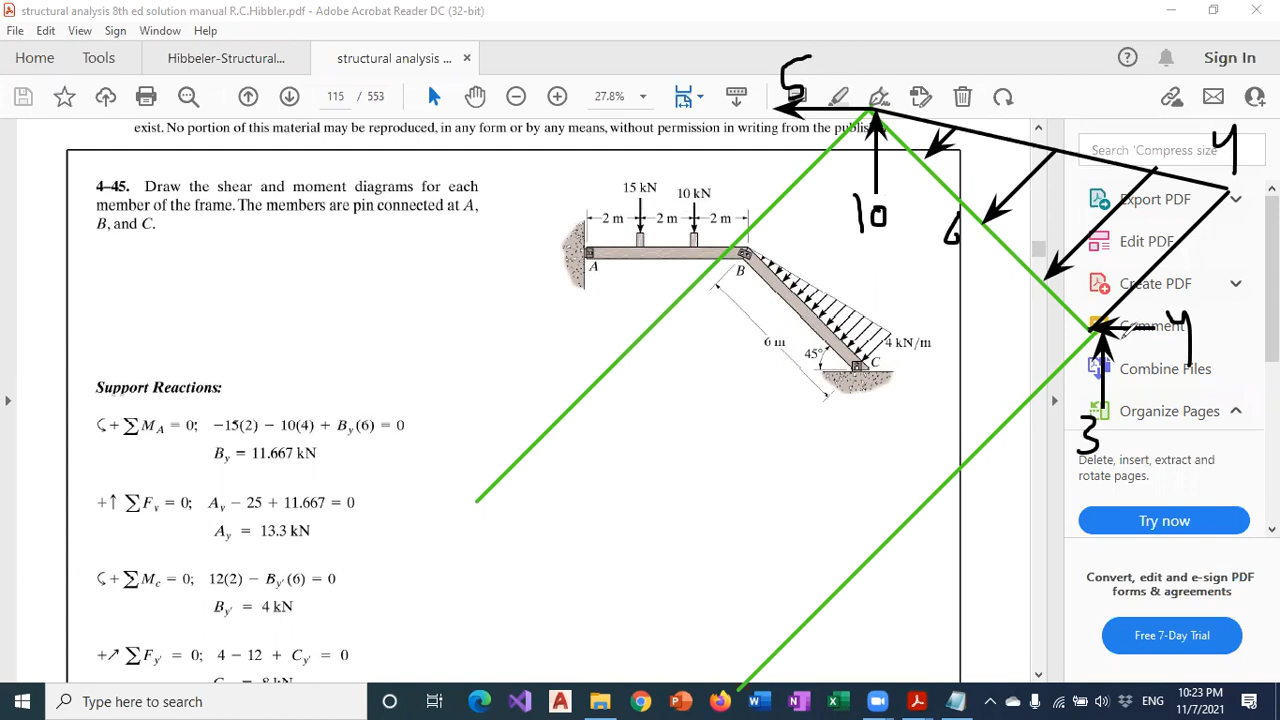 structural analysis 8th ed solution manual R.C.Hibbler.pdf - Adobe Acrobat Reader DC (32-bit)
File Edit View Sign Window Help
Home Tools Hibbeler-Structural... structural analysis ... × Sign In
115 / 553 27.8%
exist. No portion of this material may be reproduced, in any form or by any means, without permission in writing from the publis
4–45. Draw the shear and moment diagrams for each
member of the frame. The members are pin connected at A,
B, and C.
15 kN
10 kN
2 m 2 m 2 m
A
B
6 m
45°
C
4 kN/m
5
10
6
4
4
3
Support Reactions:
↶+ ∑M_A = 0; −15(2) − 10(4) + B_y(6) = 0
B_y = 11.667 kN
+↑ ∑F_y = 0; A_y − 25 + 11.667 = 0
A_y = 13.3 kN
↶+ ∑M_c = 0; 12(2) − B_y′(6) = 0
B_y′ = 4 kN
+↗ ∑F_y′ = 0; 4 − 12 + C_y′ = 0
Search 'Compress size
Export PDF
Edit PDF
Create PDF
Comment
Combine Files
Organize Pages
Delete, insert, extract and
rotate pages.
Try now
Convert, edit and e-sign PDF
forms & agreements
Free 7-Day Trial
Type here to search
ENG
10:23 PM
11/7/2021